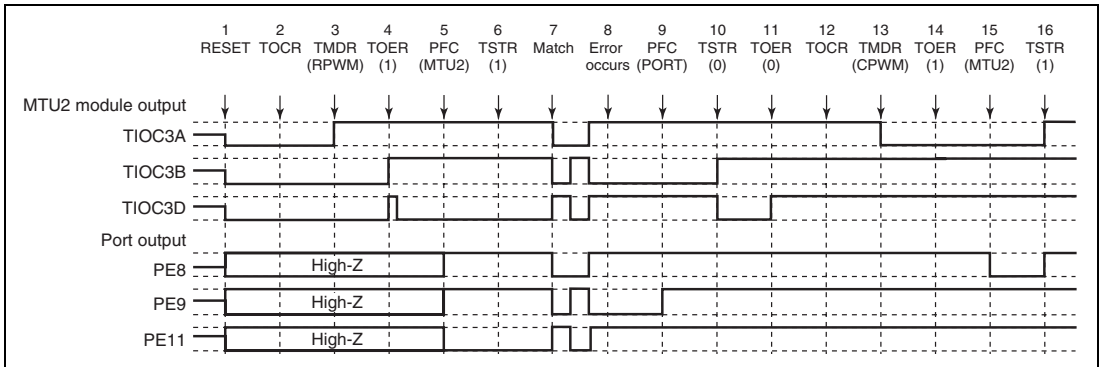 1 2 3 4 5 6 7 8 9 10 11 12 13 14 15 16
RESET TOCR TMDR TOER PFC TSTR Match Error PFC TSTR TOER TOCR TMDR TOER PFC TSTR
(RPWM) (1) (MTU2) (1) occurs (PORT) (0) (0) (CPWM) (1) (MTU2) (1)
MTU2 module output
TIOC3A
TIOC3B
TIOC3D
Port output
PE8 High-Z
PE9 High-Z
PE11 High-Z